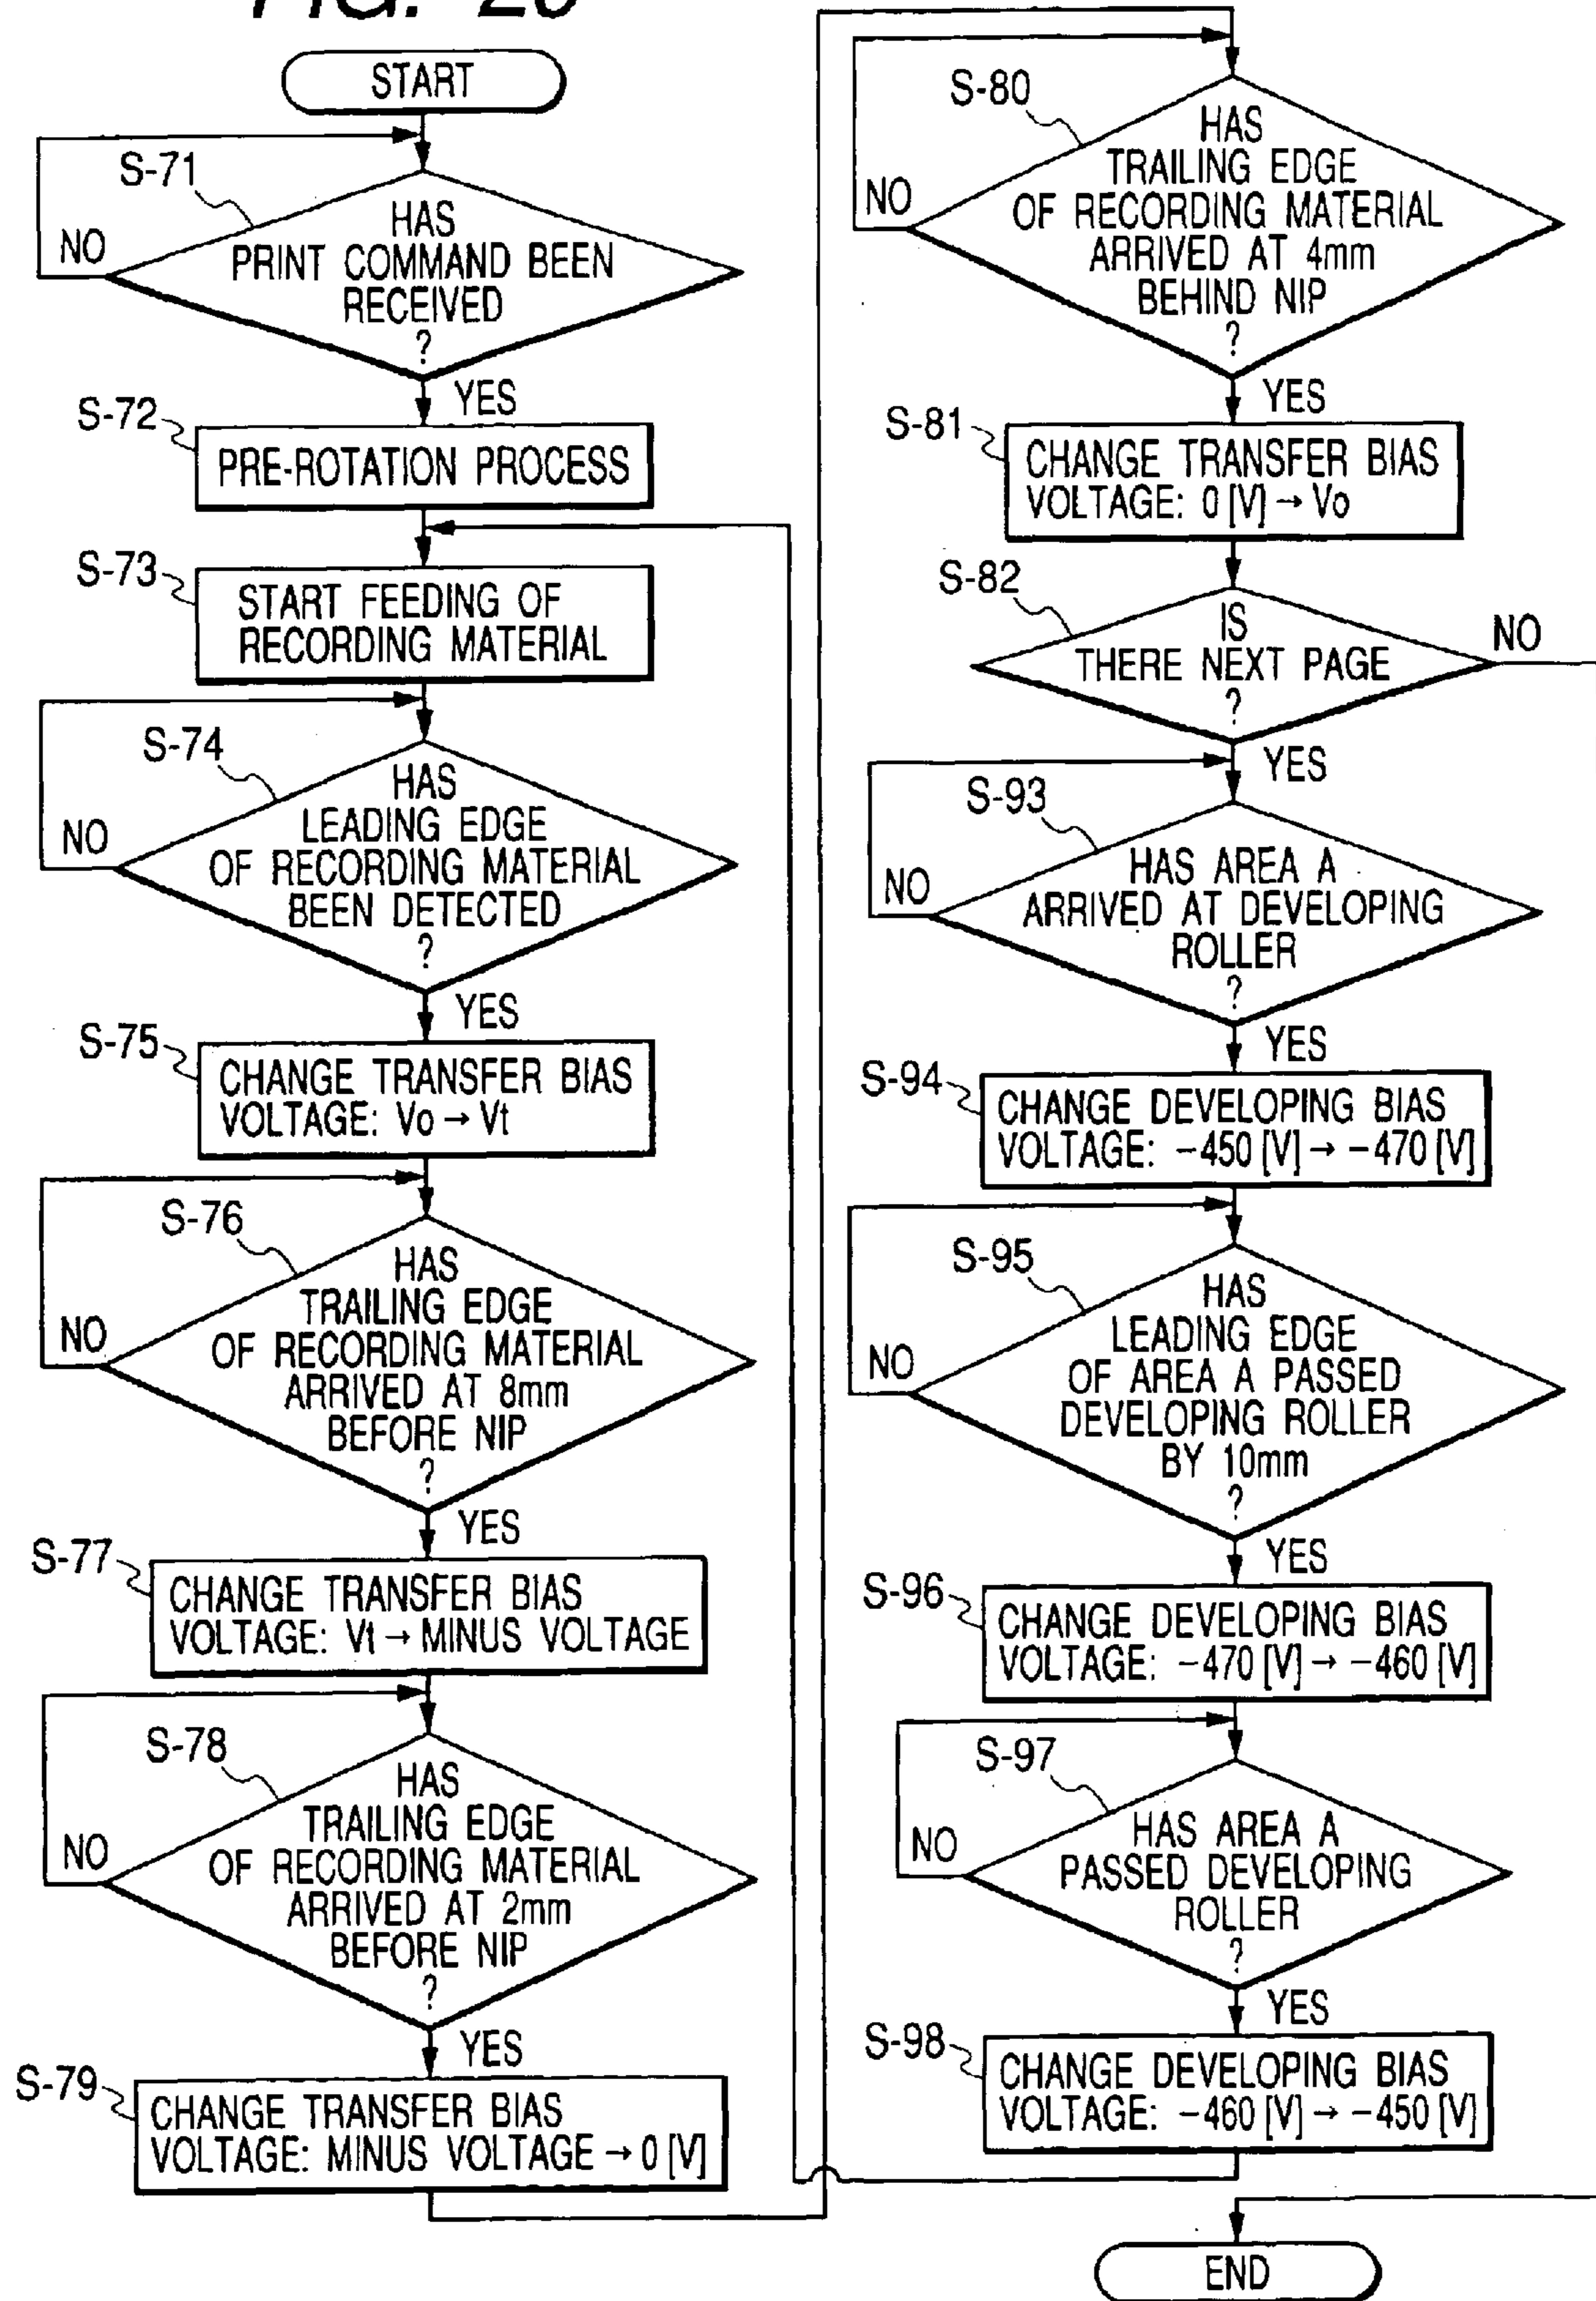 START
S-71
HAS
PRINT COMMAND BEEN
RECEIVED
?
NO
YES
S-72
PRE-ROTATION PROCESS
S-73
START FEEDING OF
RECORDING MATERIAL
S-74
HAS
LEADING EDGE
OF RECORDING MATERIAL
BEEN DETECTED
?
NO
YES
S-75
CHANGE TRANSFER BIAS
VOLTAGE: Vo → Vt
S-76
HAS
TRAILING EDGE
OF RECORDING MATERIAL
ARRIVED AT 8mm
BEFORE NIP
?
NO
YES
S-77
CHANGE TRANSFER BIAS
VOLTAGE: Vt → MINUS VOLTAGE
S-78
HAS
TRAILING EDGE
OF RECORDING MATERIAL
ARRIVED AT 2mm
BEFORE NIP
?
NO
YES
S-79
CHANGE TRANSFER BIAS
VOLTAGE: MINUS VOLTAGE → 0 [V]
S-80
HAS
TRAILING EDGE
OF RECORDING MATERIAL
ARRIVED AT 4mm
BEHIND NIP
?
NO
YES
S-81
CHANGE TRANSFER BIAS
VOLTAGE: 0 [V] → Vo
S-82
IS
THERE NEXT PAGE
?
NO
YES
S-93
HAS AREA A
ARRIVED AT DEVELOPING
ROLLER
?
NO
YES
S-94
CHANGE DEVELOPING BIAS
VOLTAGE: −450 [V] → −470 [V]
S-95
HAS
LEADING EDGE
OF AREA A PASSED
DEVELOPING ROLLER
BY 10mm
?
NO
YES
S-96
CHANGE DEVELOPING BIAS
VOLTAGE: −470 [V] → −460 [V]
S-97
HAS AREA A
PASSED DEVELOPING
ROLLER
?
NO
YES
S-98
CHANGE DEVELOPING BIAS
VOLTAGE: −460 [V] → −450 [V]
END